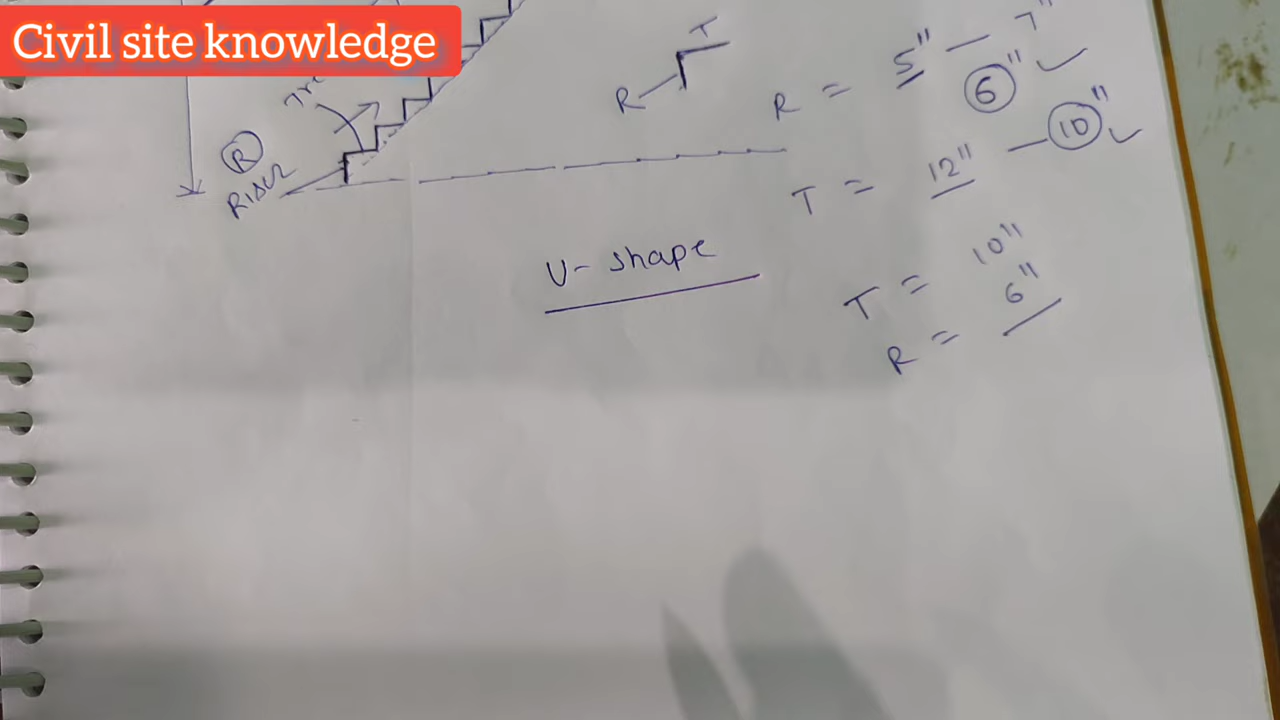 Civil site knowledge
T
R
R = 5" - 7"
6" ✓
T = 12" - 10" ✓
R
RISER
U- shape
T = 10"
R = 6"